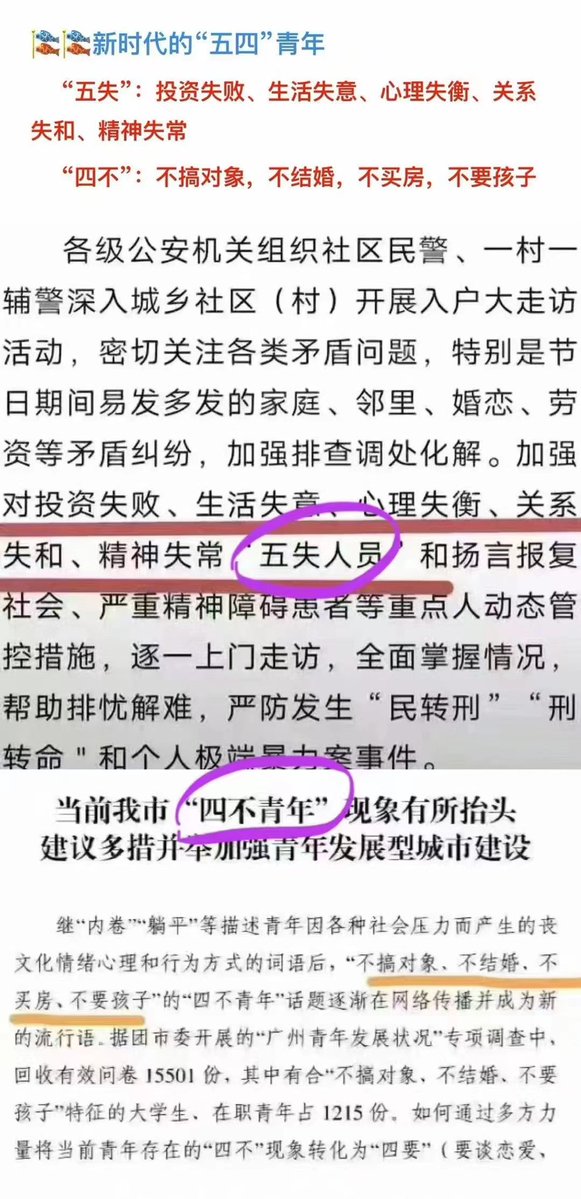 🎏🎏新时代的“五四”青年
“五失”：投资失败、生活失意、心理失衡、关系
失和、精神失常
“四不”：不搞对象，不结婚，不买房，不要孩子
各级公安机关组织社区民警、一村一
辅警深入城乡社区（村）开展入户大走访
活动，密切关注各类矛盾问题，特别是节
日期间易发多发的家庭、邻里、婚恋、劳
资等矛盾纠纷，加强排查调处化解。加强
对投资失败、生活失意、心理失衡、关系
失和、精神失常“五失人员”和扬言报复
社会、严重精神障碍患者等重点人动态管
控措施，逐一上门走访，全面掌握情况，
帮助排忧解难，严防发生“民转刑”“刑
转命"和个人极端暴力案事件。
当前我市“四不青年”现象有所抬头
建议多措并举加强青年发展型城市建设
继“内卷”“躺平”等描述青年因各种社会压力而产生的丧
文化情绪心理和行为方式的词语后，“不搞对象、不结婚、不
买房、不要孩子”的“四不青年”话题逐渐在网络传播并成为新
的流行语。据团市委开展的“广州青年发展状况”专项调查中，
回收有效问卷 15501 份，其中有合“不搞对象、不结婚、不要
孩子”特征的大学生、在职青年占 1215 份。如何通过多方力
量将当前青年存在的“四不”现象转化为“四要”（要谈恋爱、